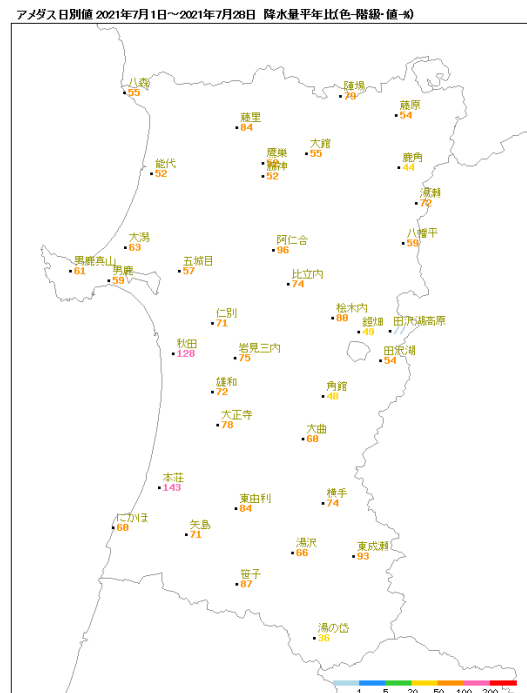 アメダス日別値 2021年7月1日～2021年7月28日 降水量平年比(色-階級・値-%)
八森
55
陣場
79
藤原
54
藤里
84
大館
55
鷹巣
52
脇神
52
鹿角
44
能代
52
湯瀬
72
大潟
63
阿仁合
96
八幡平
59
男鹿真山
61
男鹿
59
五城目
57
比立内
74
仁別
71
桧木内
80
鎧畑
49
田沢湖高原
//
秋田
128
岩見三内
75
田沢湖
54
雄和
72
角館
48
大正寺
78
大曲
60
本荘
143
東由利
84
横手
74
にかほ
60
矢島
71
湯沢
66
東成瀬
93
笹子
87
湯の岱
36
1 5 20 50 100 200 %